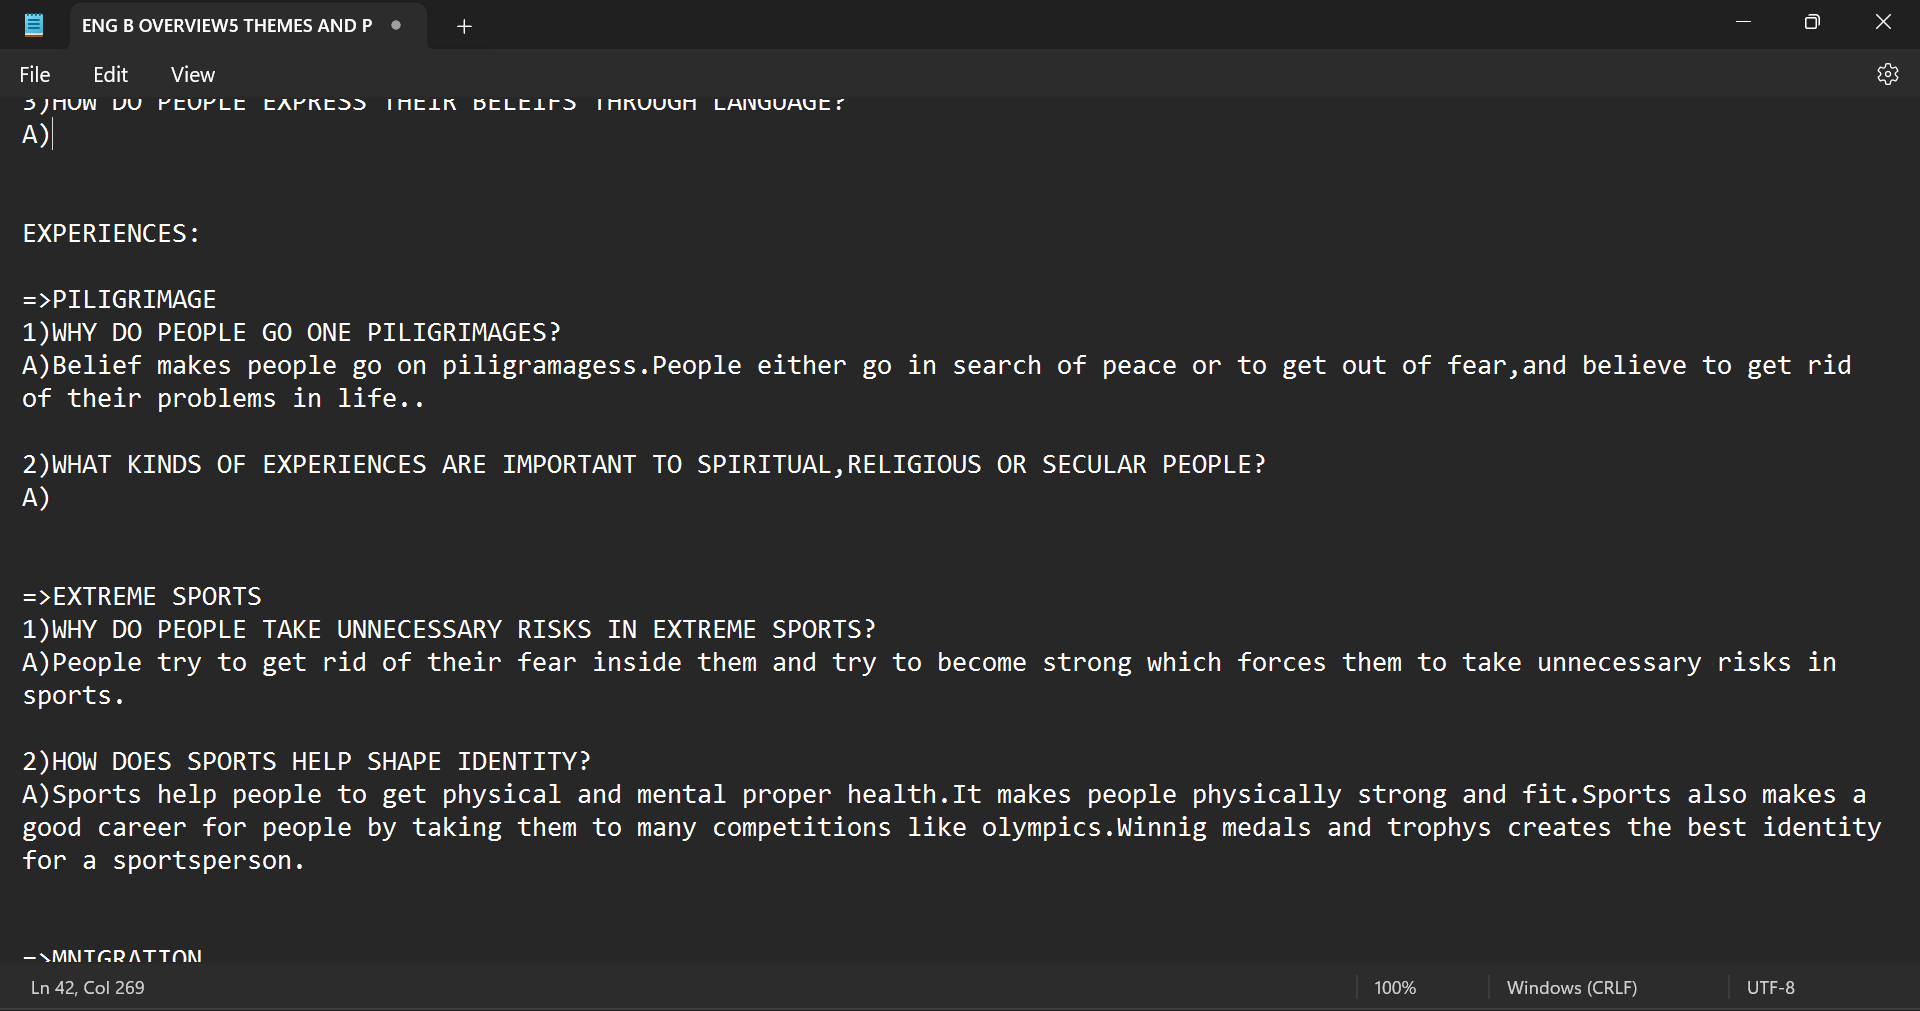 ENG B OVERVIEW5 THEMES AND P
File Edit View
3)HOW DO PEOPLE EXPRESS THEIR BELEIFS THROUGH LANGUAGE?
A)
EXPERIENCES:
=>PILIGRIMAGE
1)WHY DO PEOPLE GO ONE PILIGRIMAGES?
A)Belief makes people go on piligramagess.People either go in search of peace or to get out of fear,and believe to get rid
of their problems in life..
2)WHAT KINDS OF EXPERIENCES ARE IMPORTANT TO SPIRITUAL,RELIGIOUS OR SECULAR PEOPLE?
A)
=>EXTREME SPORTS
1)WHY DO PEOPLE TAKE UNNECESSARY RISKS IN EXTREME SPORTS?
A)People try to get rid of their fear inside them and try to become strong which forces them to take unnecessary risks in
sports.
2)HOW DOES SPORTS HELP SHAPE IDENTITY?
A)Sports help people to get physical and mental proper health.It makes people physically strong and fit.Sports also makes a
good career for people by taking them to many competitions like olympics.Winnig medals and trophys creates the best identity
for a sportsperson.
=>MNIGRATION
Ln 42, Col 269 100% Windows (CRLF) UTF-8